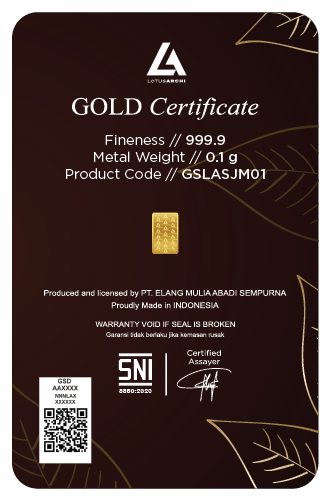 LA
LOTUSARCHI
GOLD Certificate
Fineness // 999.9
Metal Weight // 0.1 g
Product Code // GSLASJM01
Produced and licensed by PT. ELANG MULIA ABADI SEMPURNA
Proudly Made in INDONESIA
WARRANTY VOID IF SEAL IS BROKEN
Garansi tidak berlaku jika kemasan rusak
SNI
8880:2020
Certified
Assayer
GSD
AAXXXX
NNNLAX
XXXXXX